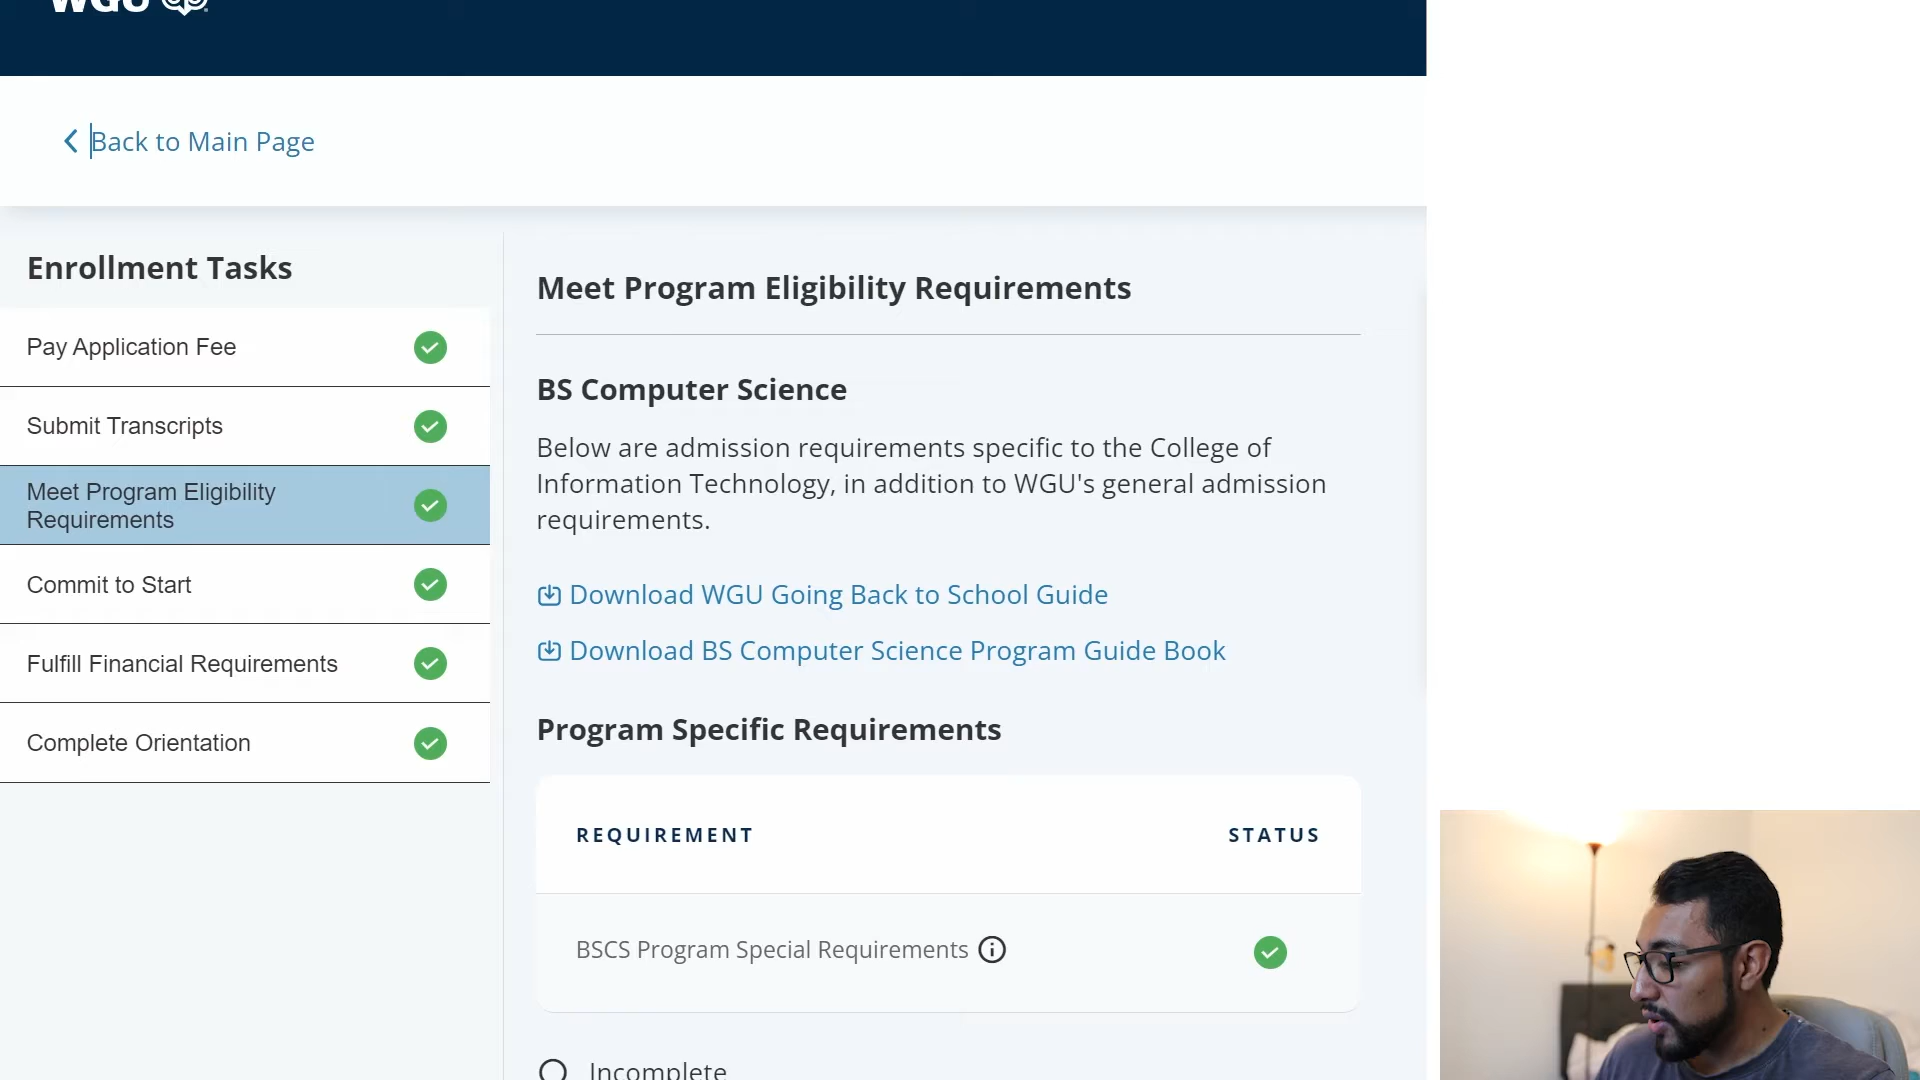 WGU
Back to Main Page
Enrollment Tasks
Pay Application Fee
Submit Transcripts
Meet Program Eligibility
Requirements
Commit to Start
Fulfill Financial Requirements
Complete Orientation
Meet Program Eligibility Requirements
BS Computer Science
Below are admission requirements specific to the College of
Information Technology, in addition to WGU's general admission
requirements.
Download WGU Going Back to School Guide
Download BS Computer Science Program Guide Book
Program Specific Requirements
REQUIREMENT STATUS
BSCS Program Special Requirements
Incomplete